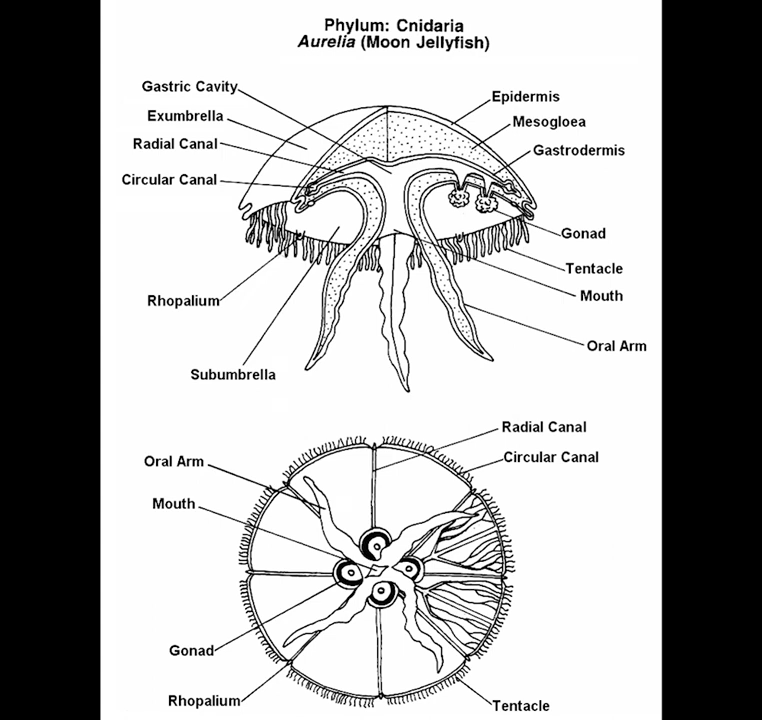 Phylum: Cnidaria
Aurelia (Moon Jellyfish)
Gastric Cavity
Exumbrella
Radial Canal
Circular Canal
Rhopalium
Subumbrella
Epidermis
Mesogloea
Gastrodermis
Gonad
Tentacle
Mouth
Oral Arm
Oral Arm
Mouth
Gonad
Rhopalium
Radial Canal
Circular Canal
Tentacle